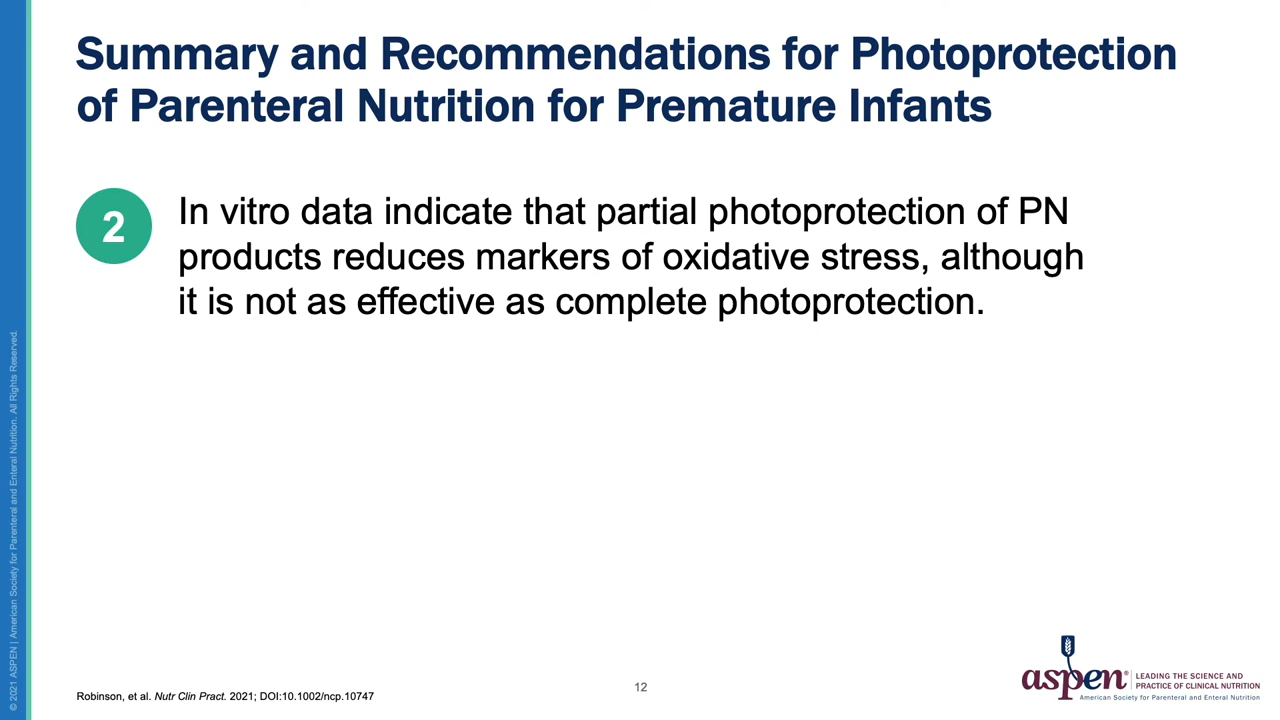 Summary and Recommendations for Photoprotection
of Parenteral Nutrition for Premature Infants
2
In vitro data indicate that partial photoprotection of PN
products reduces markers of oxidative stress, although
it is not as effective as complete photoprotection.
© 2021 ASPEN | American Society for Parenteral and Enteral Nutrition. All Rights Reserved.
Robinson, et al. Nutr Clin Pract. 2021; DOI:10.1002/ncp.10747
12
aspen®
LEADING THE SCIENCE AND
PRACTICE OF CLINICAL NUTRITION
American Society for Parenteral and Enteral Nutrition